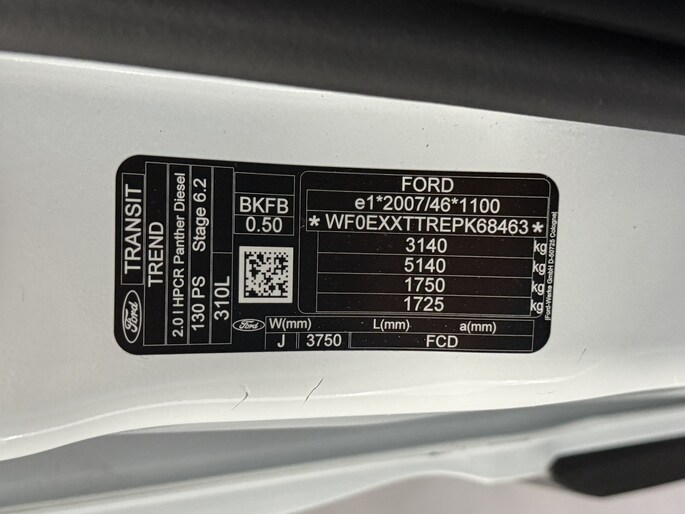 Ford
TRANSIT
TREND
2.0 l HPCR Panther Diesel
130 PS Stage 6.2
310L
BKFB
0.50
FORD
e1*2007/46*1100
* WF0EXXTTREPK68463 *
3140 kg
5140 kg
1750 kg
1725 kg
Ford-Werke GmbH D-50725 Cologne
Ford W(mm) L(mm) a(mm)
J 3750 FCD